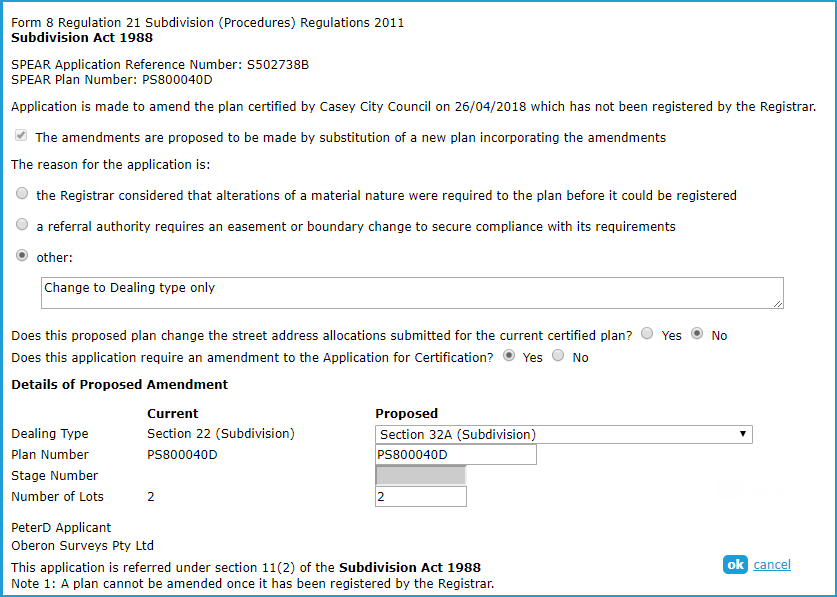 Form 8 Regulation 21 Subdivision (Procedures) Regulations 2011
Subdivision Act 1988
SPEAR Application Reference Number: S502738B
SPEAR Plan Number: PS800040D
Application is made to amend the plan certified by Casey City Council on 26/04/2018 which has not been registered by the Registrar.
The amendments are proposed to be made by substitution of a new plan incorporating the amendments
The reason for the application is:
the Registrar considered that alterations of a material nature were required to the plan before it could be registered
a referral authority requires an easement or boundary change to secure compliance with its requirements
other:
Change to Dealing type only
Does this proposed plan change the street address allocations submitted for the current certified plan? Yes No
Does this application require an amendment to the Application for Certification? Yes No
Details of Proposed Amendment
Current Proposed
Dealing Type Section 22 (Subdivision) Section 32A (Subdivision)
Plan Number PS800040D PS800040D
Stage Number
Number of Lots 2 2
PeterD Applicant
Oberon Surveys Pty Ltd
This application is referred under section 11(2) of the Subdivision Act 1988 ok cancel
Note 1: A plan cannot be amended once it has been registered by the Registrar.